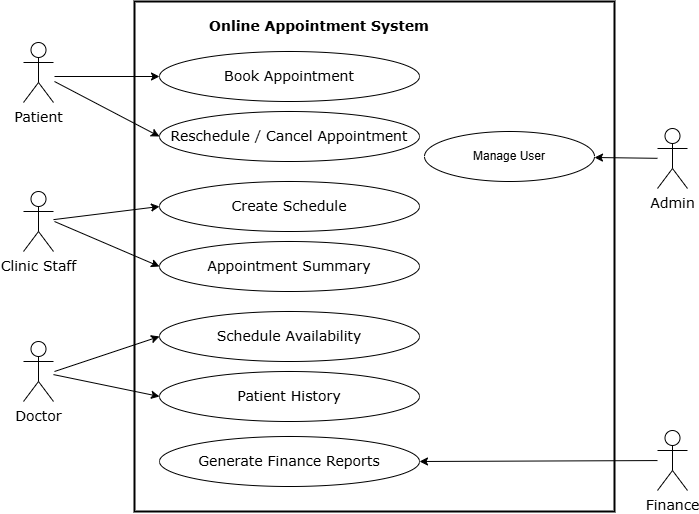 Online Appointment System
Book Appointment
Patient
Reschedule / Cancel Appointment
Manage User
Admin
Create Schedule
Clinic Staff
Appointment Summary
Schedule Availability
Doctor
Patient History
Generate Finance Reports
Finance